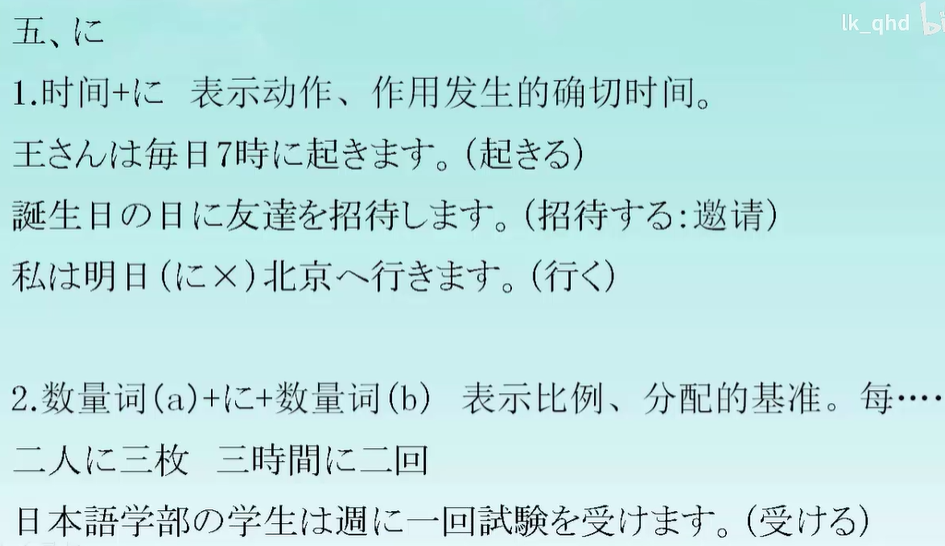 lk_qhd bi
五、に
1.时间+に 表示动作、作用发生的确切时间。
王さんは毎日7時に起きます。(起きる)
誕生日の日に友達を招待します。(招待する:邀请)
私は明日(に×)北京へ行きます。(行く)
2.数量词(a)+に+数量词(b) 表示比例、分配的基准。每……
二人に三枚 三時間に二回
日本語学部の学生は週に一回試験を受けます。(受ける)